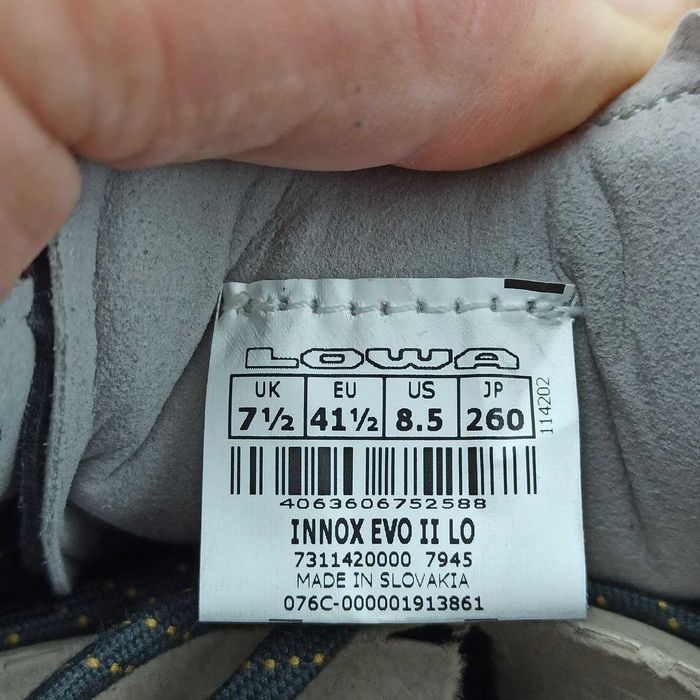 LOWA
UK EU US JP
7½ 41½ 8.5 260
114202
4063606752588
INNOX EVO II LO
7311420000 7945
MADE IN SLOVAKIA
076C-000001913861